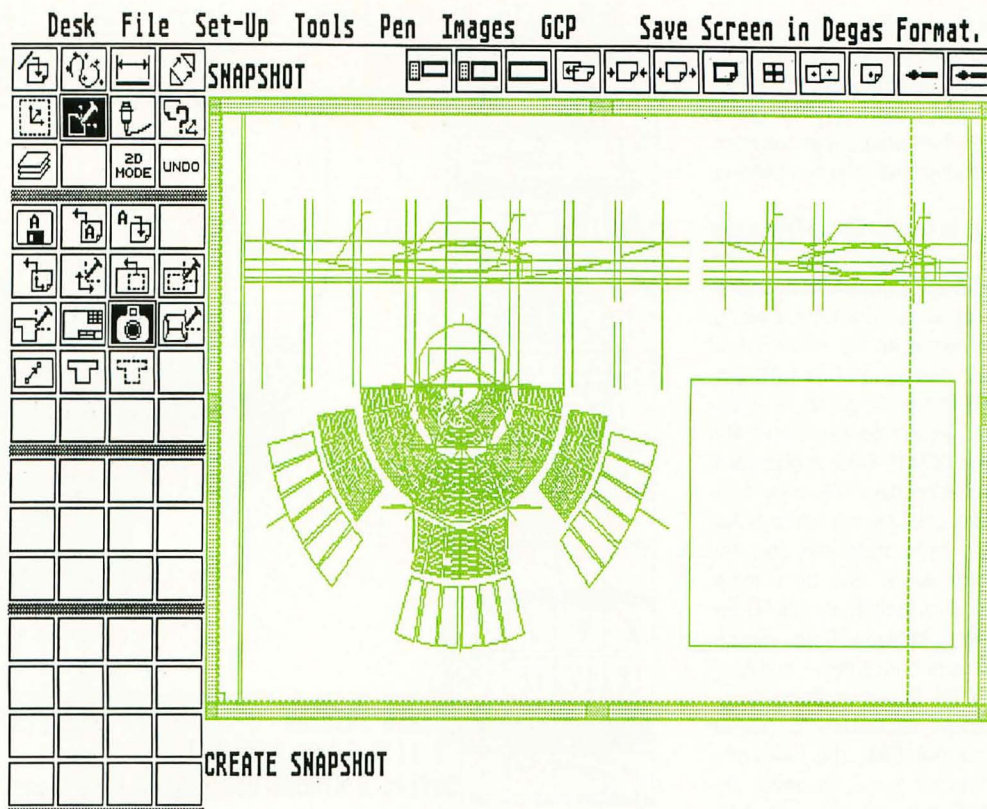 Desk File Set-Up Tools Pen Images GCP Save Screen in Degas Format.
SNAPSHOT
2D
MODE
UNDO
A
A
A
CREATE SNAPSHOT